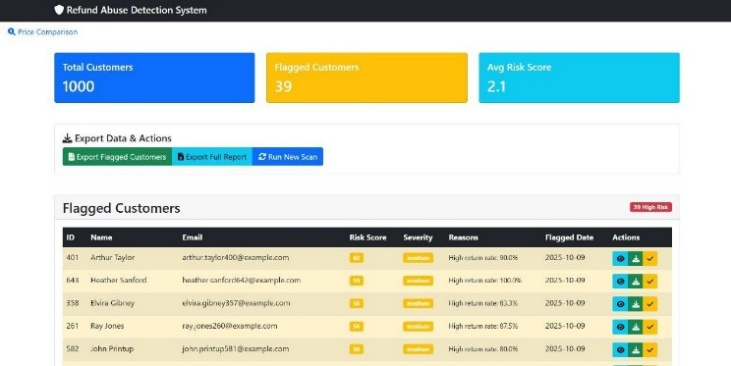 Refund Abuse Detection System
Price Comparison
Total Customers Flagged Customers Avg Risk Score
1000 39 2.1
Export Data & Actions
Export Flagged Customers Export Full Report Run New Scan
Flagged Customers 39 High Risk
ID Name Email Risk Score Severity Reasons Flagged Date Actions
401 Arthur Taylor arthur.taylor400@example.com medium High return rate: 90.0% 2025-10-09
643 Heather Sanford heather.sanford642@example.com medium High return rate: 100.0% 2025-10-09
358 Elvira Gibney elvira.gibney357@example.com medium High return rate: 83.3% 2025-10-09
261 Ray Jones ray.jones260@example.com medium High return rate: 87.5% 2025-10-09
582 John Printup john.printup581@example.com medium High return rate: 80.0% 2025-10-09